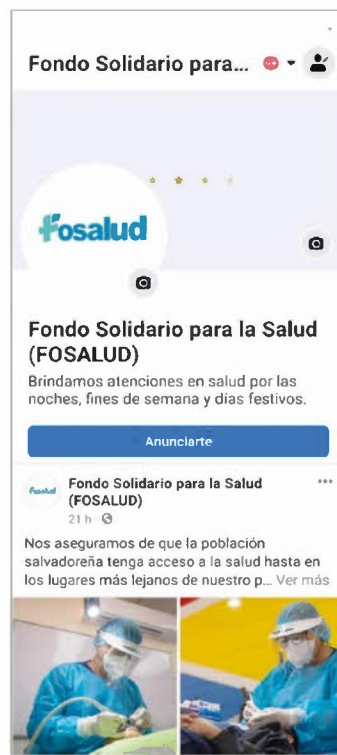 Fondo Solidario para...
fosalud
Fondo Solidario para la Salud
(FOSALUD)
Brindamos atenciones en salud por las
noches, fines de semana y días festivos.
Anunciarte
Fosalud
Fondo Solidario para la Salud
(FOSALUD)
21 h
Nos aseguramos de que la población
salvadoreña tenga acceso a la salud hasta en
los lugares más lejanos de nuestro p... Ver más